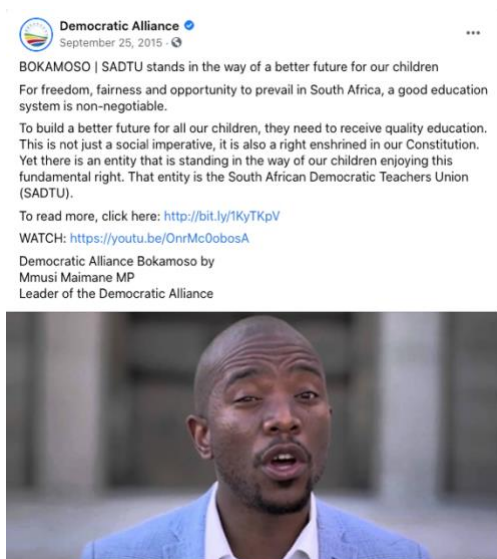 Democratic Alliance
September 25, 2015 ·
BOKAMOSO | SADTU stands in the way of a better future for our children
For freedom, fairness and opportunity to prevail in South Africa, a good education
system is non-negotiable.
To build a better future for all our children, they need to receive quality education.
This is not just a social imperative, it is also a right enshrined in our Constitution.
Yet there is an entity that is standing in the way of our children enjoying this
fundamental right. That entity is the South African Democratic Teachers Union
(SADTU).
To read more, click here: http://bit.ly/1KyTKpV
WATCH: https://youtu.be/OnrMc0obosA
Democratic Alliance Bokamoso by
Mmusi Maimane MP
Leader of the Democratic Alliance